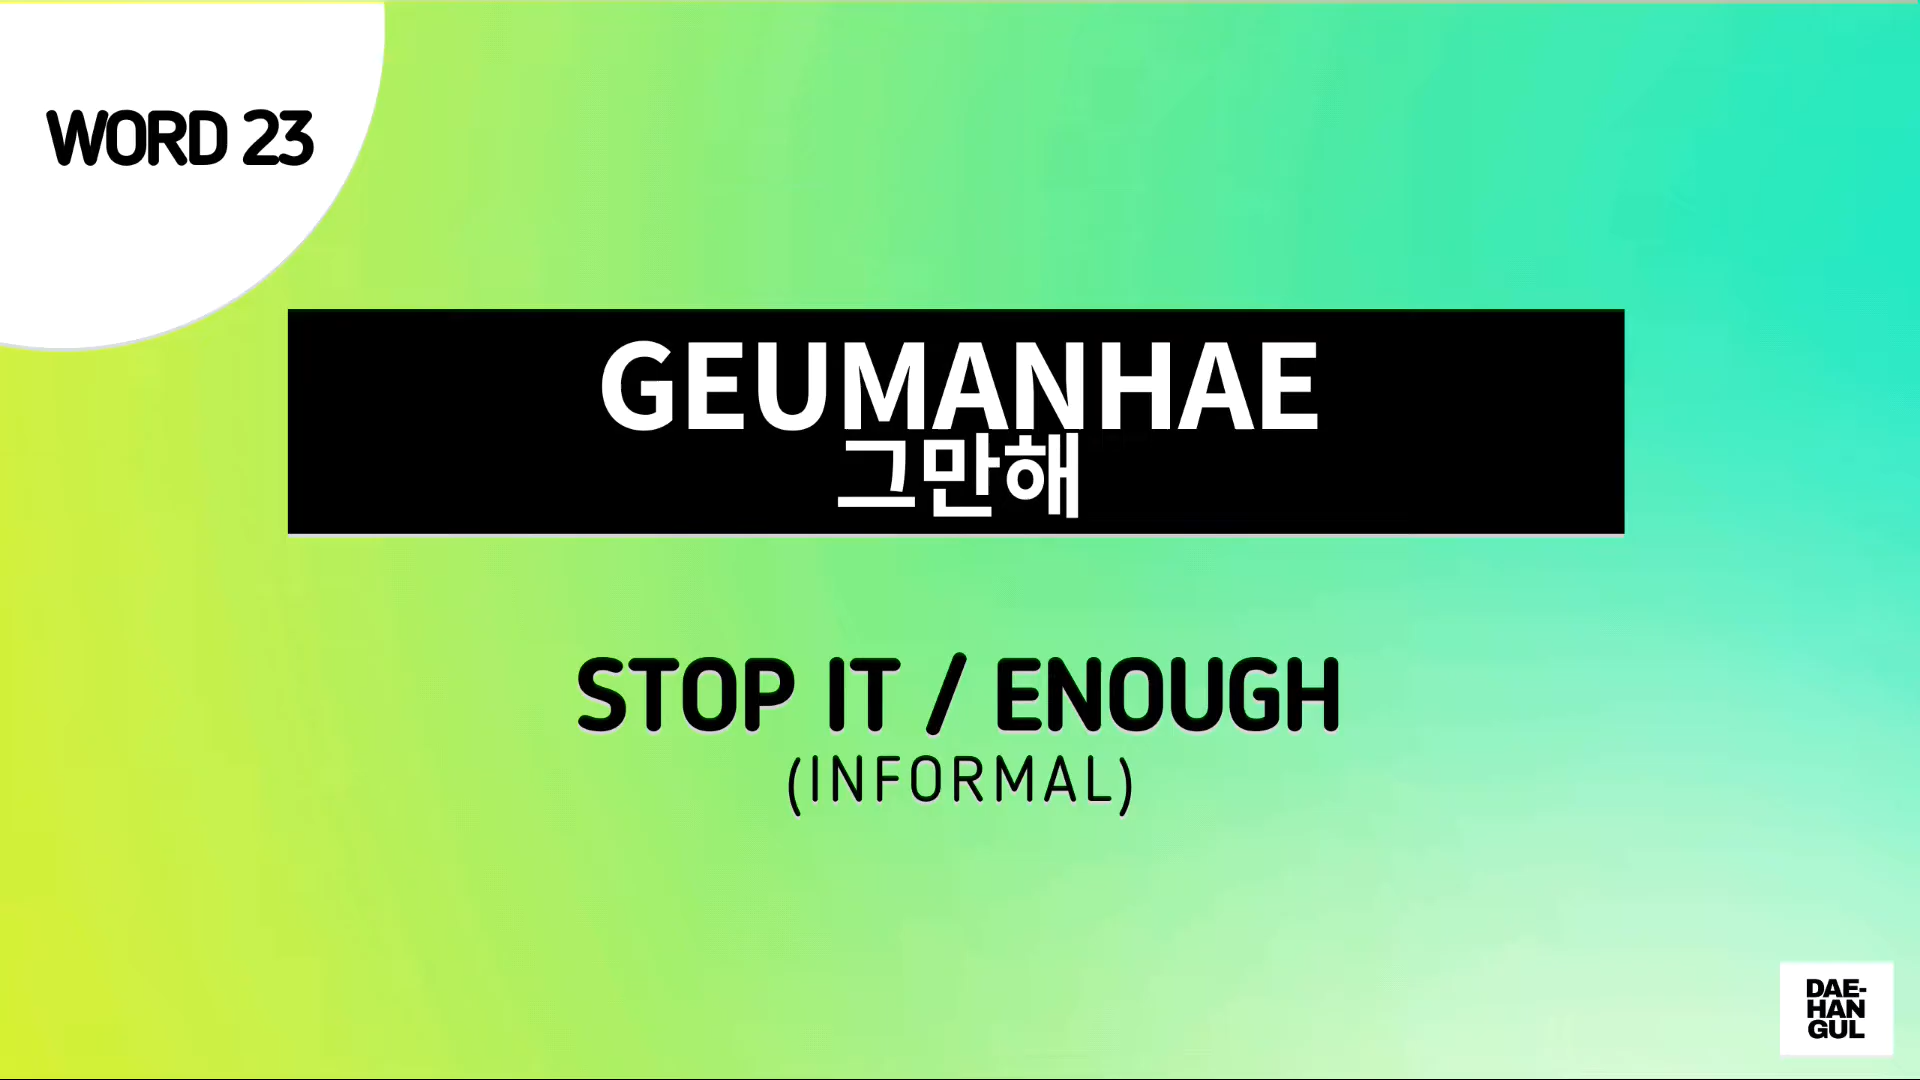 WORD 23
GEUMANHAE
그만해
STOP IT / ENOUGH
(INFORMAL)
DAE-
HAN
GUL